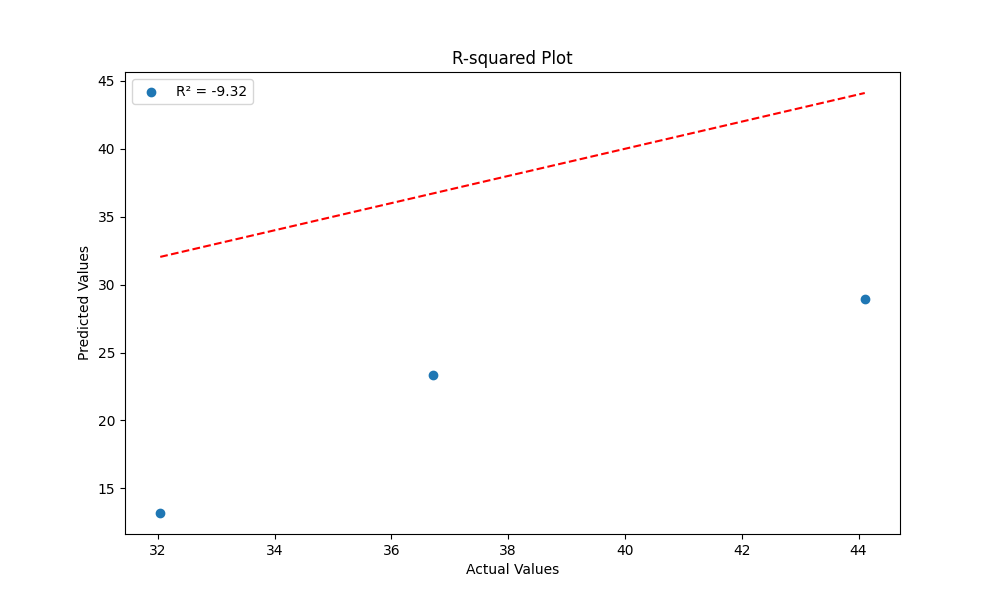 R-squared Plot
R² = -9.32
45
40
35
30
25
20
15
Predicted Values
32 34 36 38 40 42 44
Actual Values